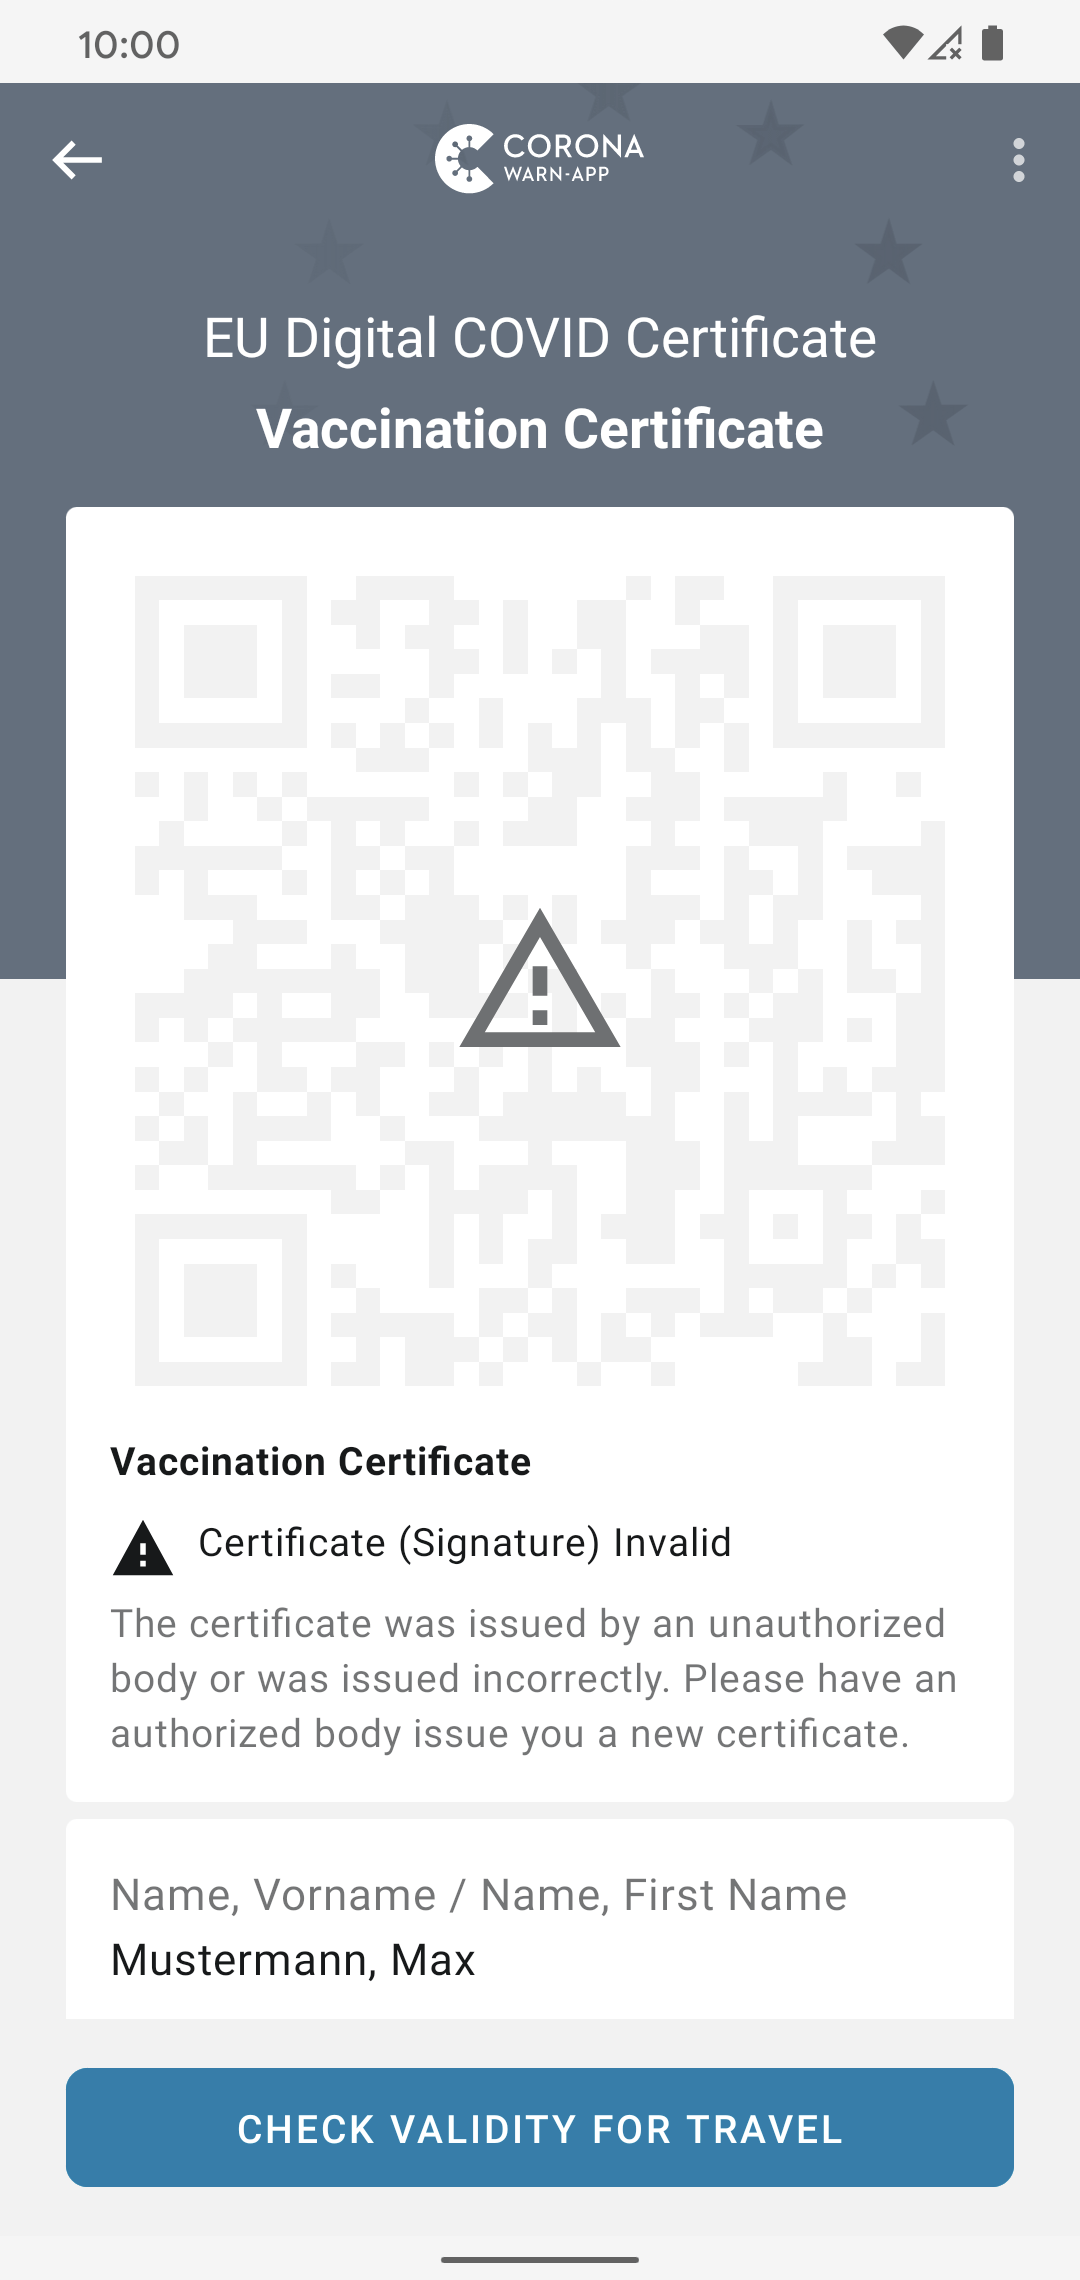 10:00
CORONA
WARN-APP
EU Digital COVID Certificate
Vaccination Certificate
Vaccination Certificate
Certificate (Signature) Invalid
The certificate was issued by an unauthorized
body or was issued incorrectly. Please have an
authorized body issue you a new certificate.
Name, Vorname / Name, First Name
Mustermann, Max
CHECK VALIDITY FOR TRAVEL